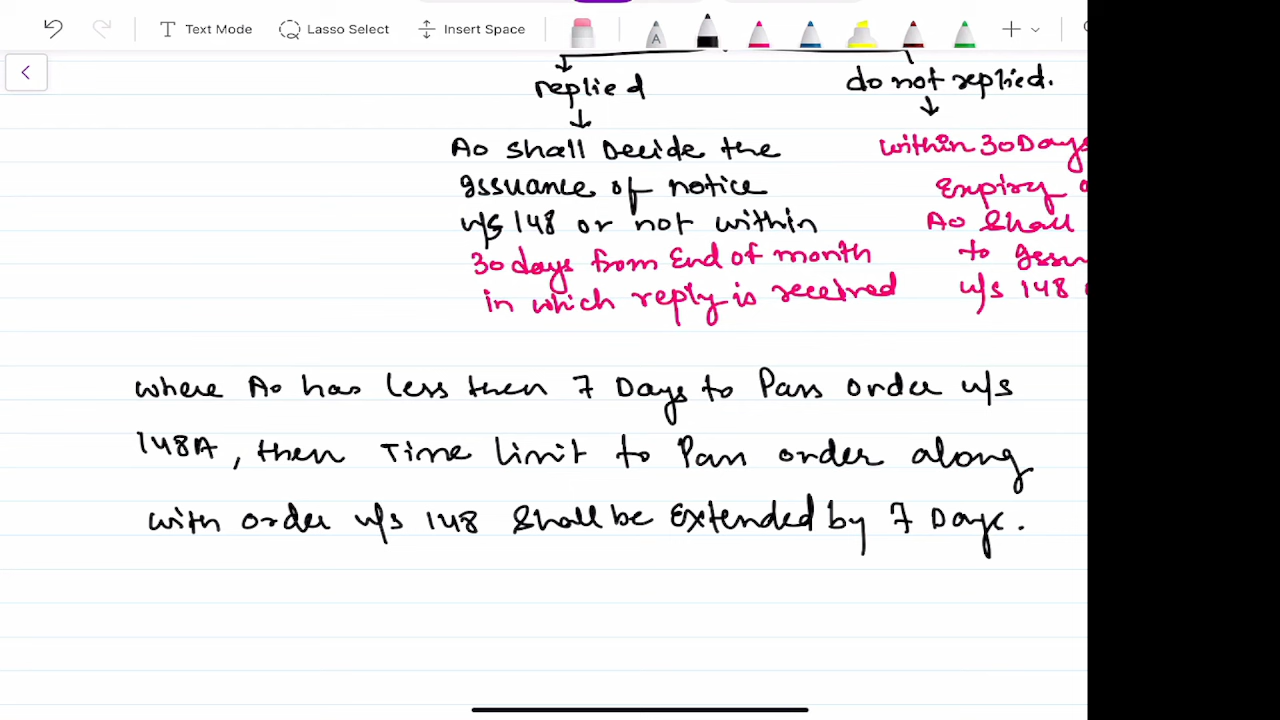 Text Mode Lasso Select Insert Space A
replied do not replied.
AO shall Decide the
Issuance of notice
u/s 148 or not within
30 days from End of month
in which reply is received
within 30 Days
Expiry
AO Shall
to Issu
u/s 148
where AO has less then 7 Days to Pass order u/s
148A, then Time limit to Pass order along
with order u/s 148 Shall be Extended by 7 Days.